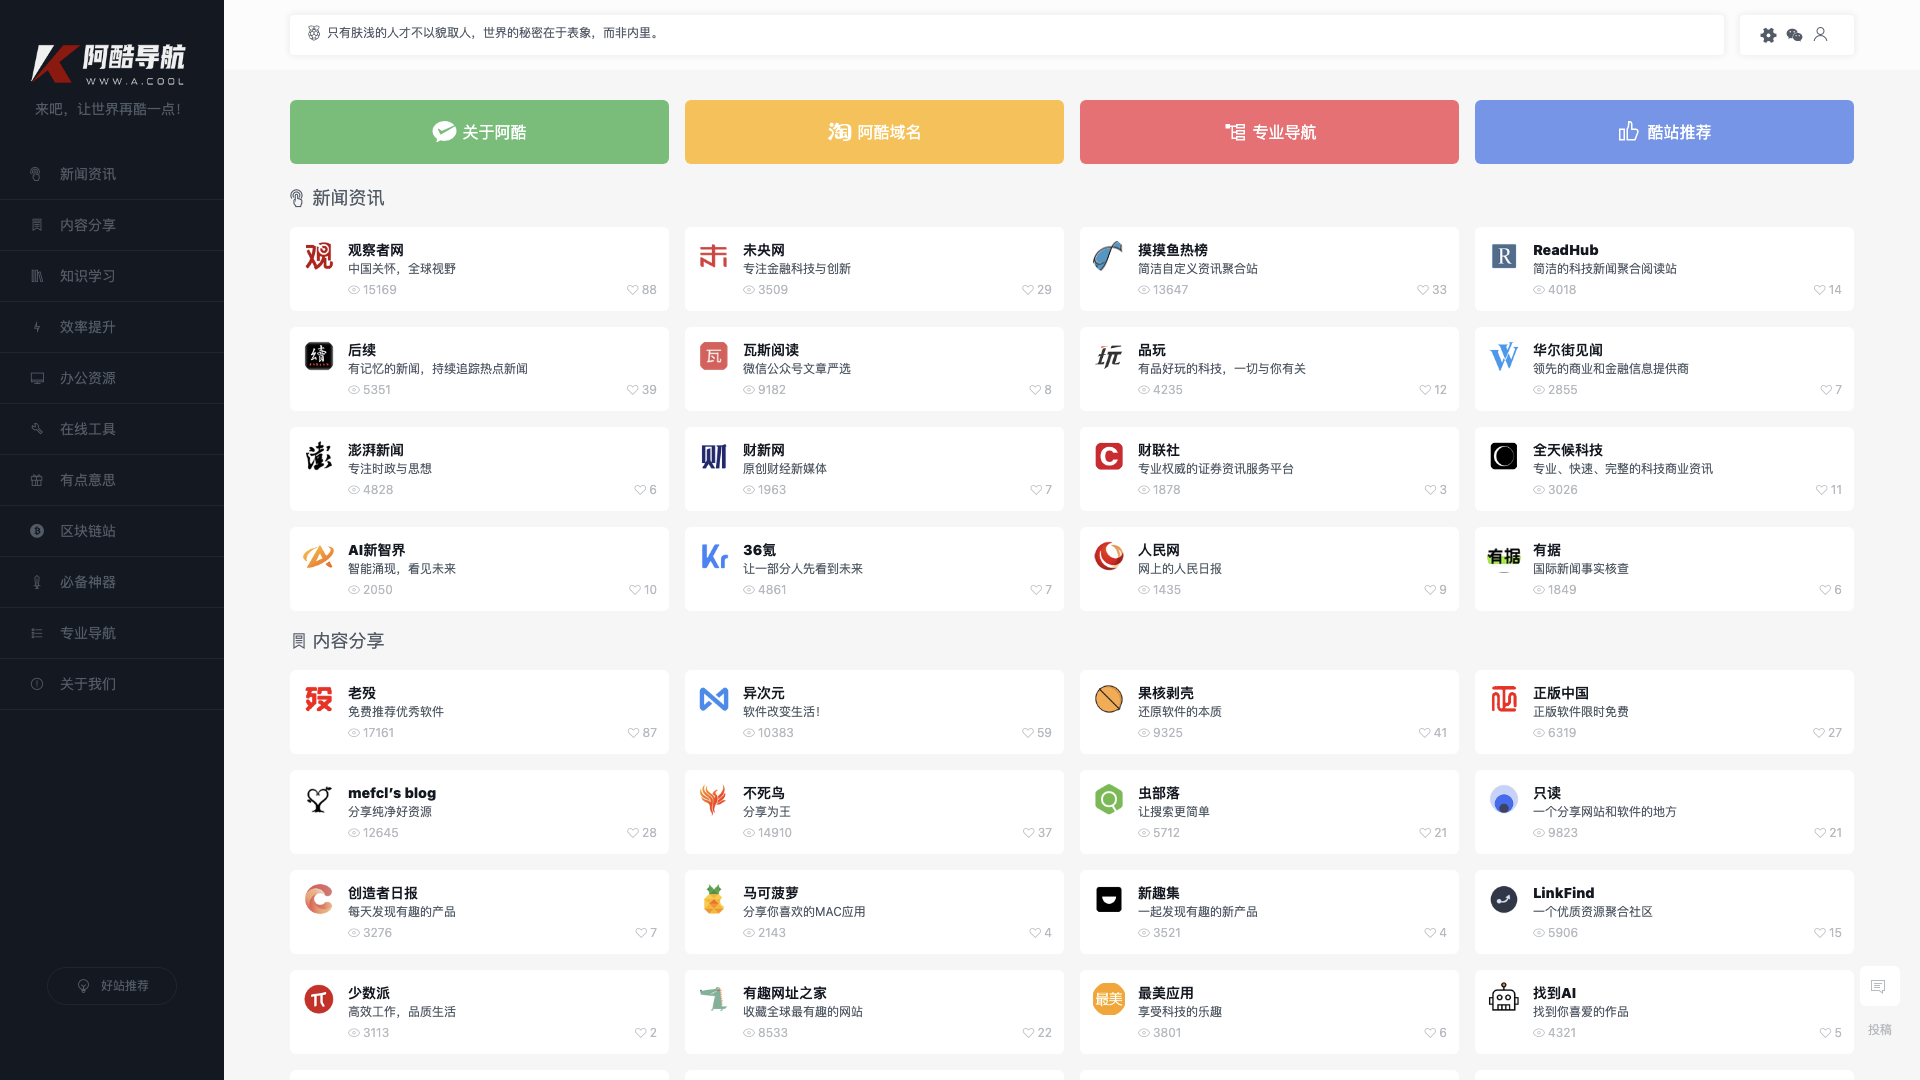 阿酷导航
WWW.A.COOL
来吧，让世界再酷一点！
新闻资讯
内容分享
知识学习
效率提升
办公资源
在线工具
有点意思
区块链站
必备神器
专业导航
关于我们
好站推荐
只有肤浅的人才不以貌取人，世界的秘密在于表象，而非内里。
关于阿酷
阿酷域名
专业导航
酷站推荐
新闻资讯
观察者网
中国关怀，全球视野
15169 88
未央网
专注金融科技与创新
3509 29
摸摸鱼热榜
简洁自定义资讯聚合站
13647 33
ReadHub
简洁的科技新闻聚合阅读站
4018 14
后续
有记忆的新闻，持续追踪热点新闻
5351 39
瓦斯阅读
微信公众号文章严选
9182 8
品玩
有品好玩的科技，一切与你有关
4235 12
华尔街见闻
领先的商业和金融信息提供商
2855 7
澎湃新闻
专注时政与思想
4828 6
财新网
原创财经新媒体
1963 7
财联社
专业权威的证券资讯服务平台
1878 3
全天候科技
专业、快速、完整的科技商业资讯
3026 11
AI新智界
智能涌现，看见未来
2050 10
36氪
让一部分人先看到未来
4861 7
人民网
网上的人民日报
1435 9
有据
有据
国际新闻事实核查
1849 6
内容分享
老殁
免费推荐优秀软件
17161 87
异次元
软件改变生活！
10383 59
果核剥壳
还原软件的本质
9325 41
正版中国
正版软件限时免费
6319 27
mefcl’s blog
分享纯净好资源
12645 28
不死鸟
分享为王
14910 37
虫部落
让搜索更简单
5712 21
只读
一个分享网站和软件的地方
9823 21
创造者日报
每天发现有趣的产品
3276 7
马可菠萝
分享你喜欢的MAC应用
2143 4
新趣集
一起发现有趣的新产品
3521 4
LinkFind
一个优质资源聚合社区
5906 15
少数派
高效工作，品质生活
3113 2
有趣网址之家
收藏全球最有趣的网站
8533 22
最美
最美应用
享受科技的乐趣
3801 6
找到AI
找到你喜爱的作品
4321 5
投稿